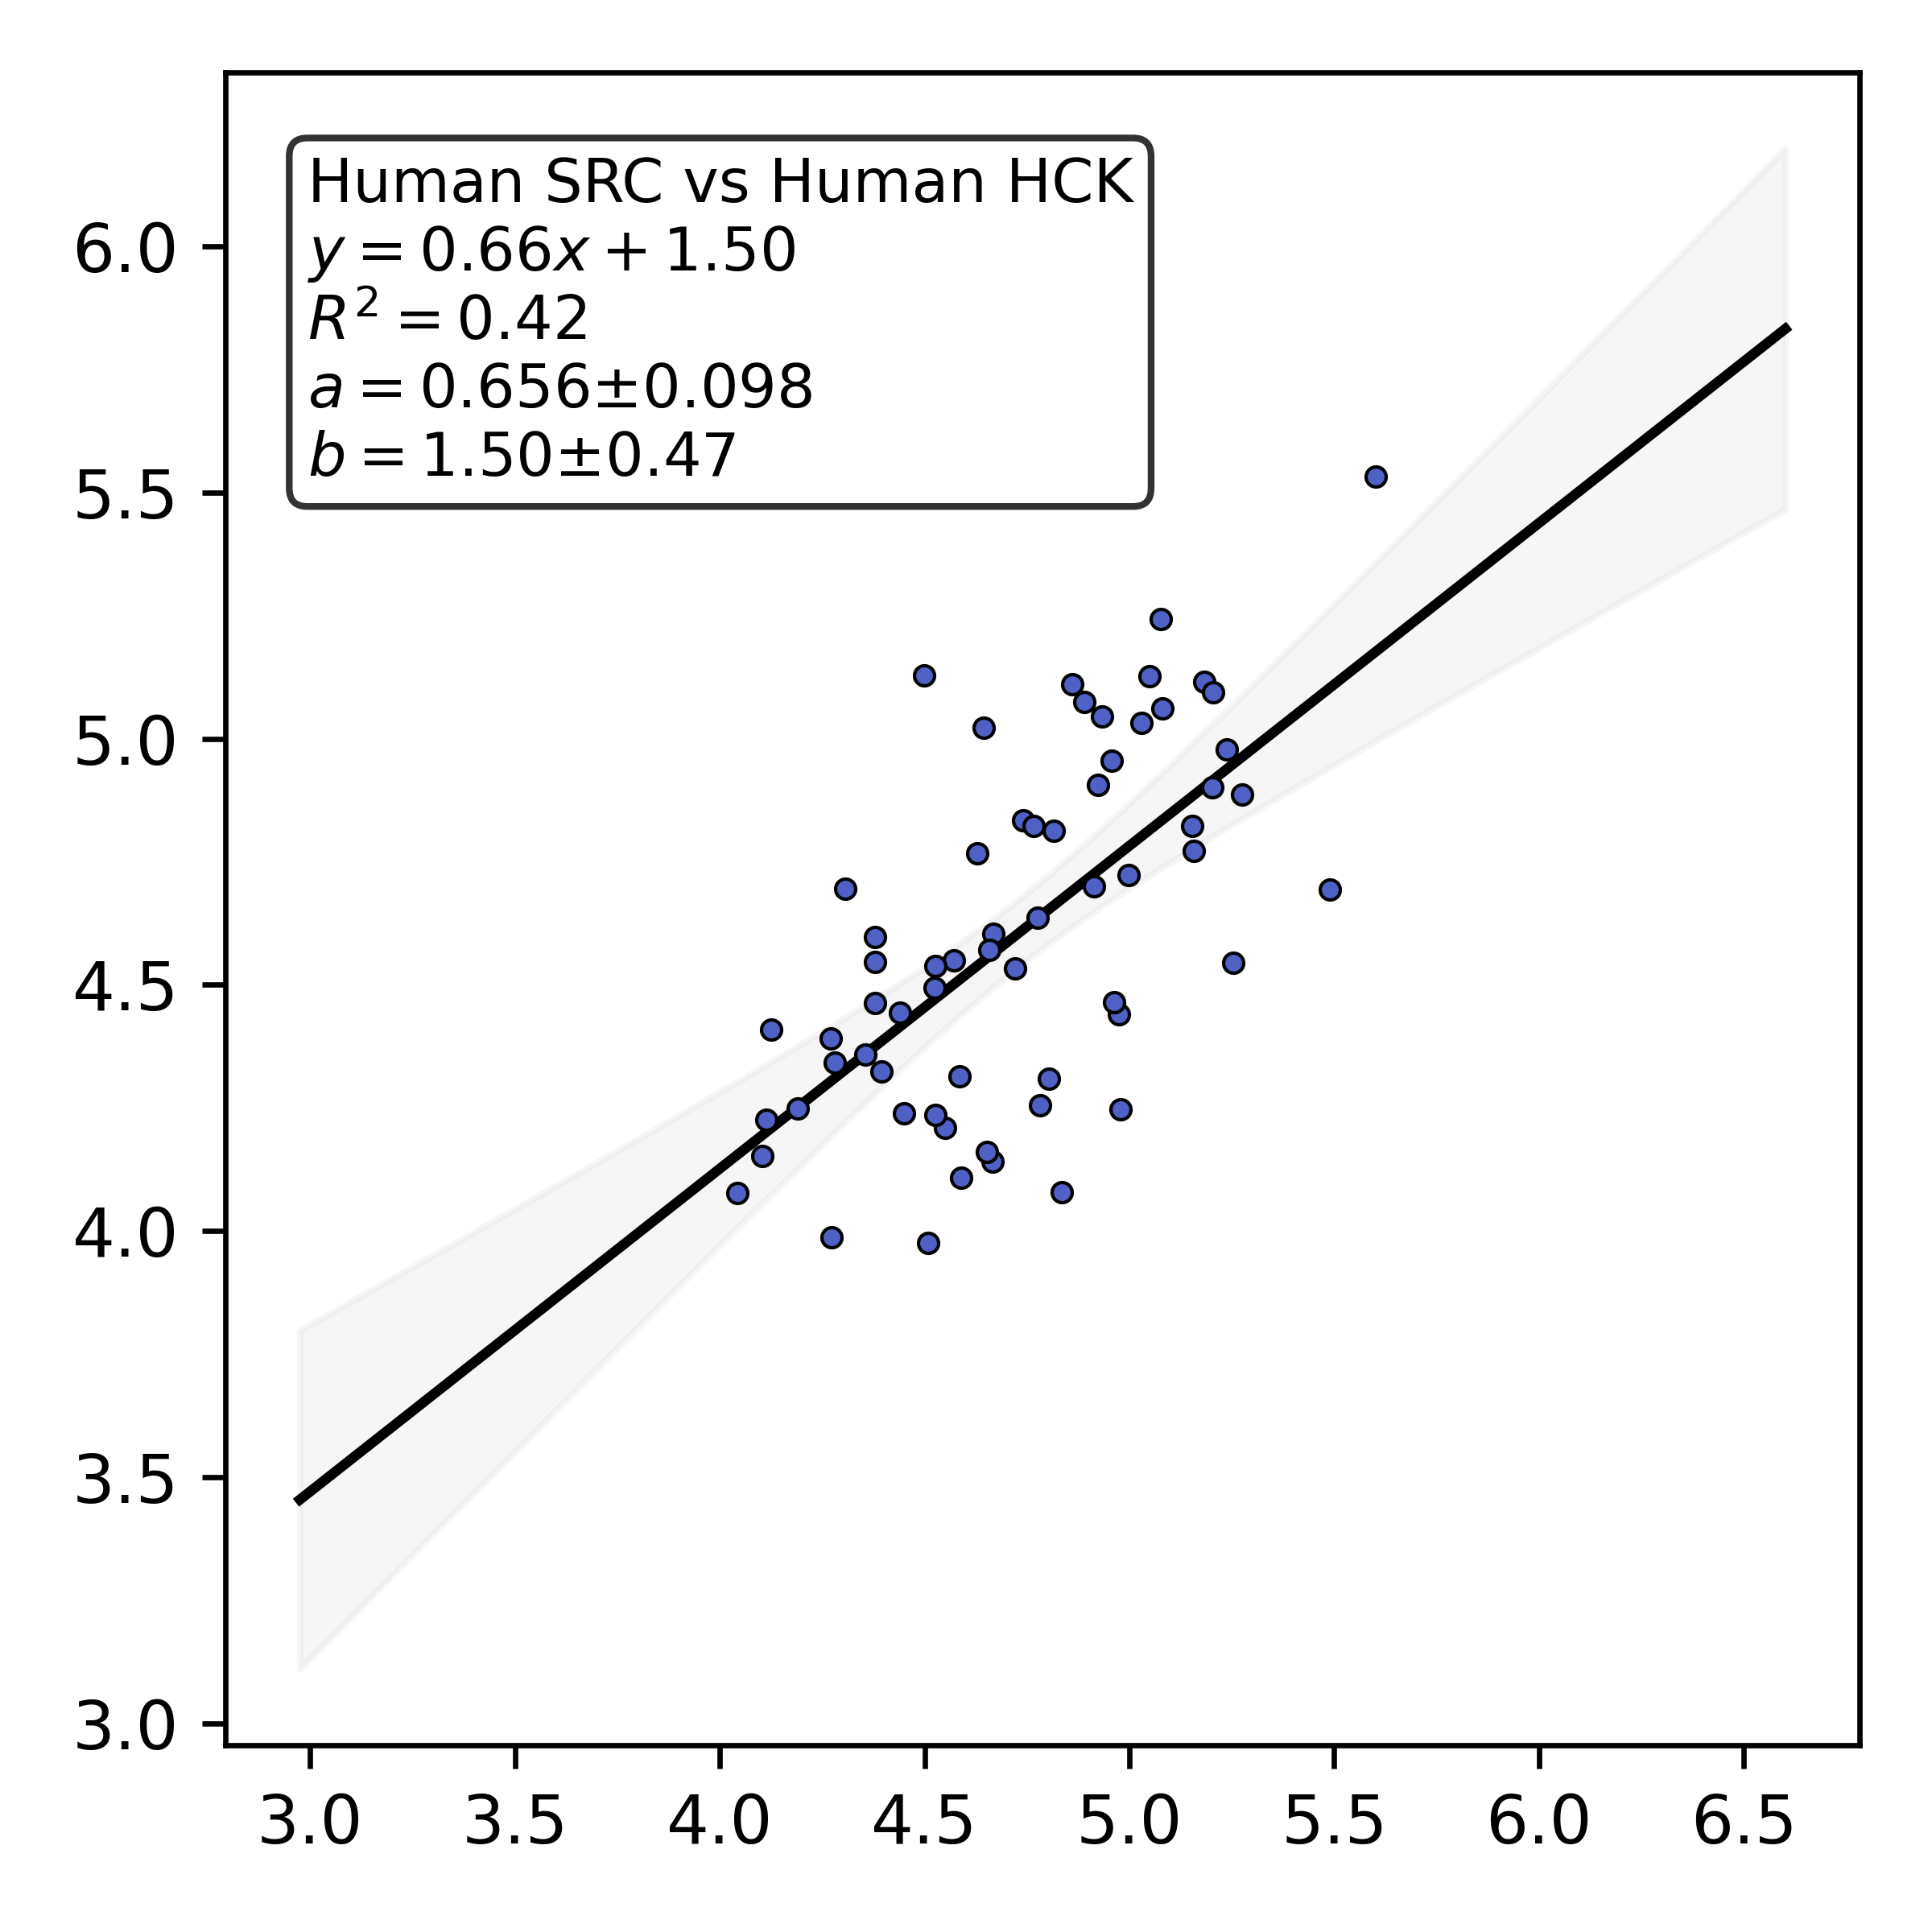 Human SRC vs Human HCK
y = 0.66x + 1.50
R² = 0.42
a = 0.656±0.098
b = 1.50±0.47
6.0
5.5
5.0
4.5
4.0
3.5
3.0
3.0 3.5 4.0 4.5 5.0 5.5 6.0 6.5